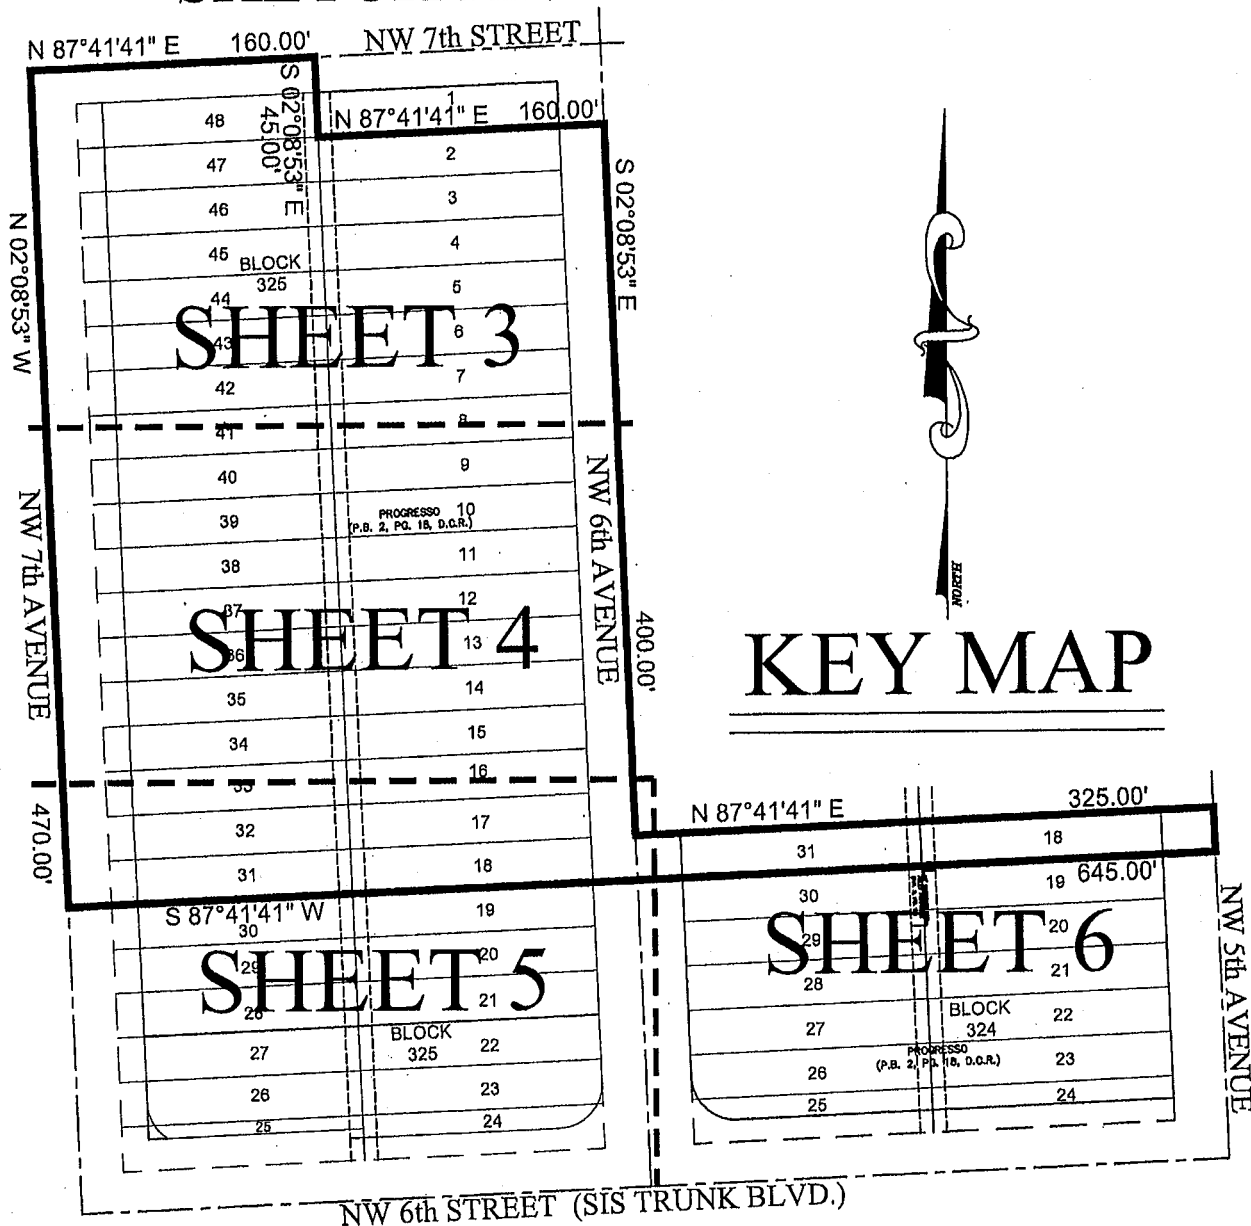 N 87°41'41" E 160.00'
NW 7th STREET
S 02°08'53" E
45.00'
N 87°41'41" E 160.00'
1
48
2
47
3
46
4
45
BLOCK
325
5
44
SHEET 3
6
43
7
42
8
41
N 02°08'53" W
S 02°08'53" E
9
40
10
39
PROGRESSO
(P.B. 2, PG. 18, D.C.R.)
11
38
12
37
SHEET 4
13
36
14
35
15
34
16
33
NW 7th AVENUE
NW 6th AVENUE
400.00'
470.00'
NORTH
KEY MAP
17
32
18
31
N 87°41'41" E 325.00'
31
18
645.00'
S 87°41'41" W
19
30
20
29
SHEET 5
21
28
BLOCK
325
22
27
23
26
24
25
19
30
20
29
SHEET 6
21
28
BLOCK
324
22
27
PROGRESSO
(P.B. 2, PG. 18, D.C.R.)
23
26
24
25
NW 5th AVENUE
NW 6th STREET (SIS TRUNK BLVD.)